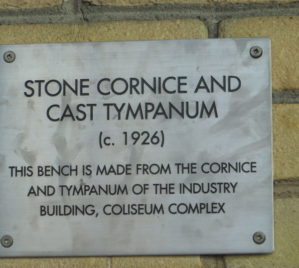 STONE CORNICE AND
CAST TYMPANUM
(c. 1926)
THIS BENCH IS MADE FROM THE CORNICE
AND TYMPANUM OF THE INDUSTRY
BUILDING, COLISEUM COMPLEX